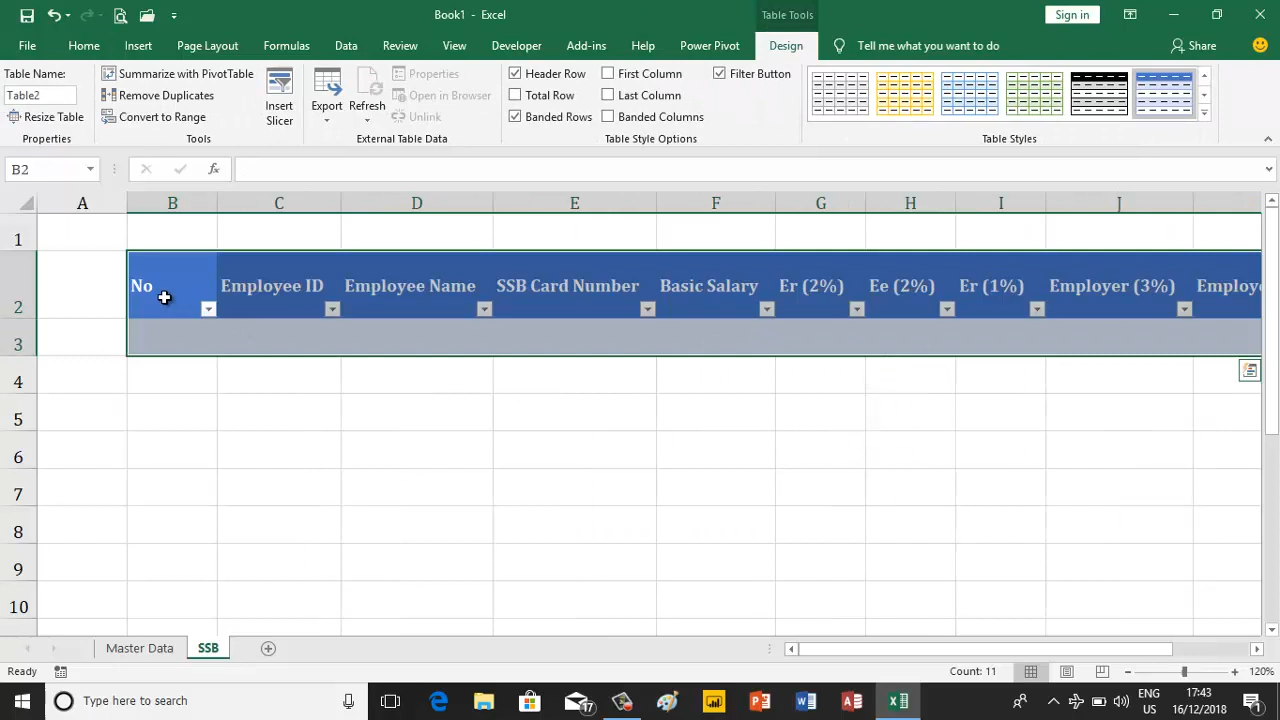 Book1 - Excel
Table Tools
Sign in
File Home Insert Page Layout Formulas Data Review View Developer Add-ins Help Power Pivot Design Tell me what you want to do Share
Table Name:
Table2
Resize Table
Properties
Summarize with PivotTable
Remove Duplicates
Convert to Range
Tools
Insert
Slicer
Export
Refresh
Properties
Open in Browser
Unlink
External Table Data
Header Row
Total Row
Banded Rows
First Column
Last Column
Banded Columns
Filter Button
Table Style Options
Table Styles
B2
fx
A B C D E F G H I J
1
2 No Employee ID Employee Name SSB Card Number Basic Salary Er (2%) Ee (2%) Er (1%) Employer (3%) Employe
3
4
5
6
7
8
9
10
Master Data SSB
Ready
Count: 11
120%
Type here to search
17
ENG
US
17:43
16/12/2018
1